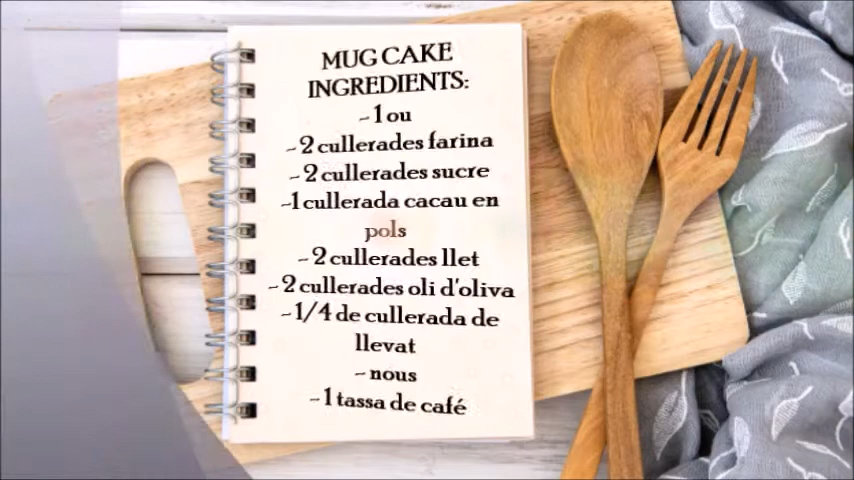 MUG CAKE
INGREDIENTS:
- 1 ou
- 2 cullerades farina
- 2 cullerades sucre
-1 cullerada cacau en
pols
- 2 cullerades llet
- 2 cullerades oli d'oliva
- 1/4 de cullerada de
llevat
- nous
- 1 tassa de café